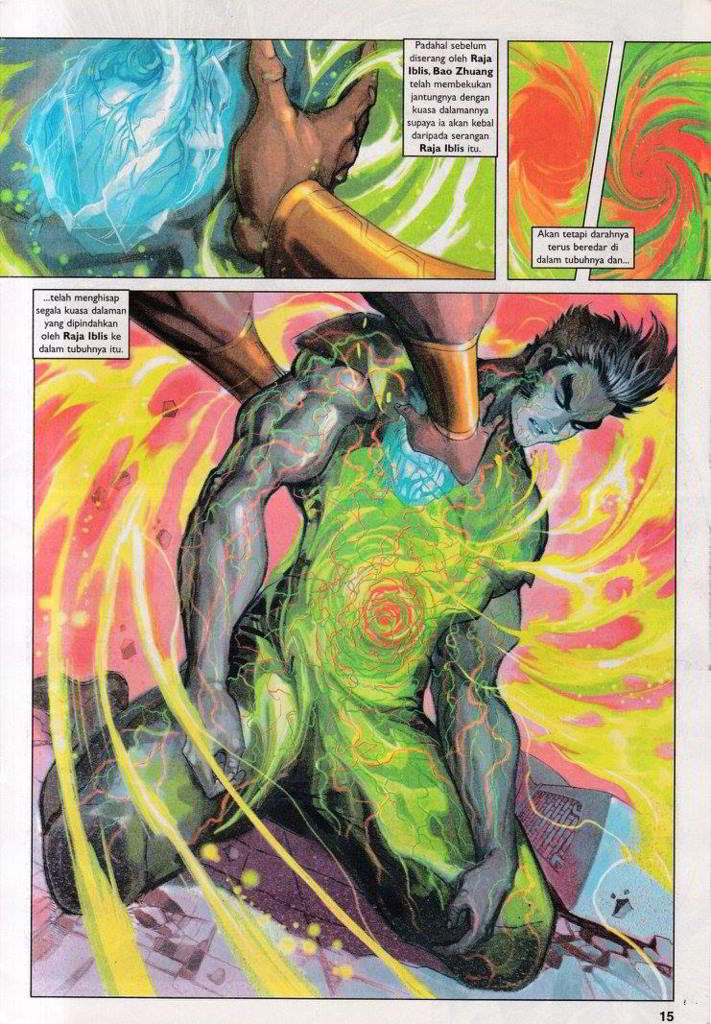 Padahal sebelum
diserang oleh Raja
Iblis, Bao Zhuang
telah membekukan
jantungnya dengan
kuasa dalamannya
supaya ia akan kebal
daripada serangan
Raja Iblis itu.
Akan tetapi darahnya
terus beredar di
dalam tubuhnya dan...
...telah menghisap
segala kuasa dalaman
yang dipindahkan
oleh Raja Iblis ke
dalam tubuhnya itu.
15